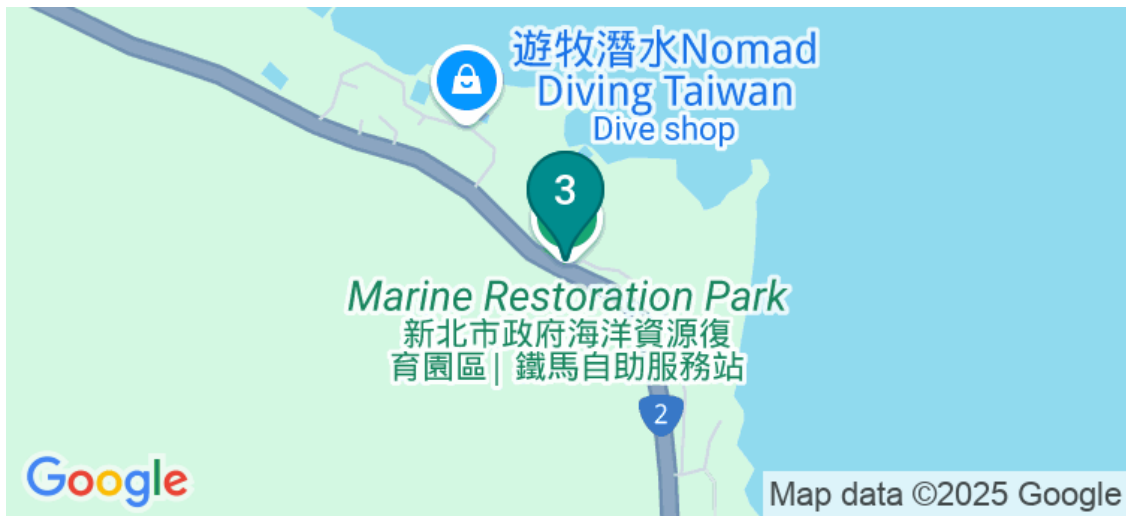 遊牧潛水Nomad
Diving Taiwan
Dive shop
3
Marine Restoration Park
新北市政府海洋資源復
育園區| 鐵馬自助服務站
2
Google
Map data ©2025 Google